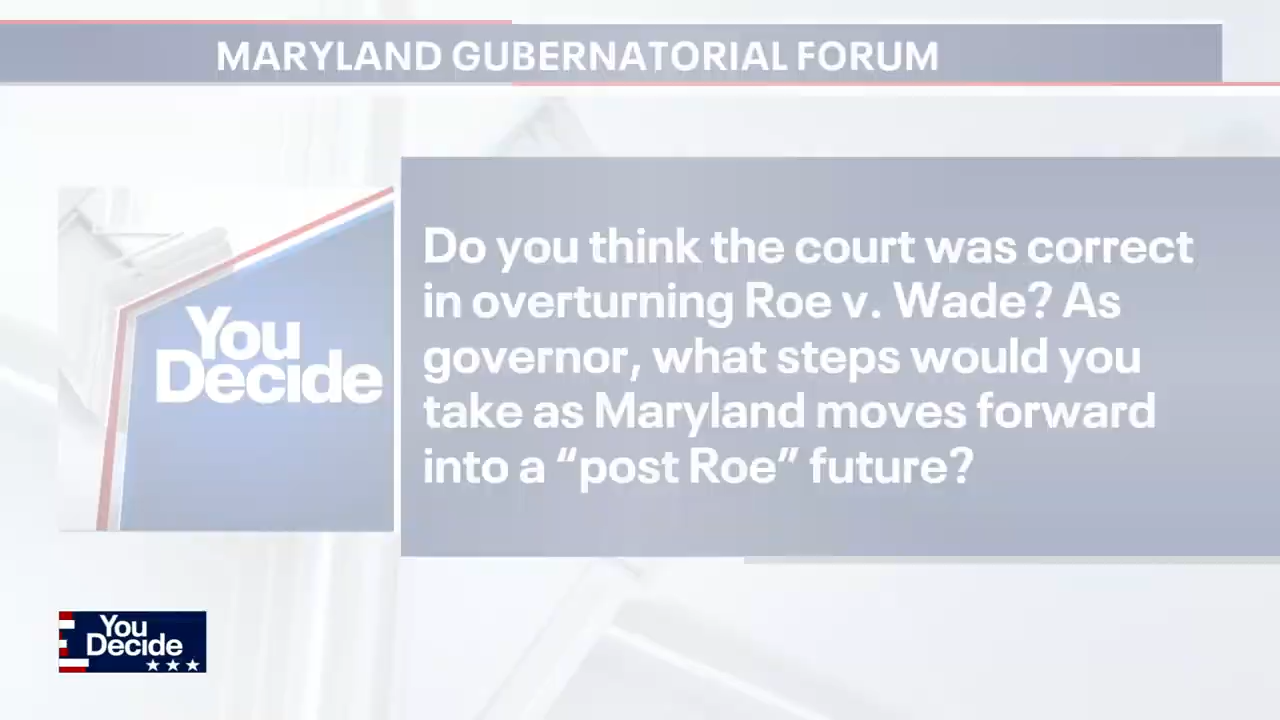 MARYLAND GUBERNATORIAL FORUM
You
Decide
Do you think the court was correct
in overturning Roe v. Wade? As
governor, what steps would you
take as Maryland moves forward
into a “post Roe” future?
You
Decide